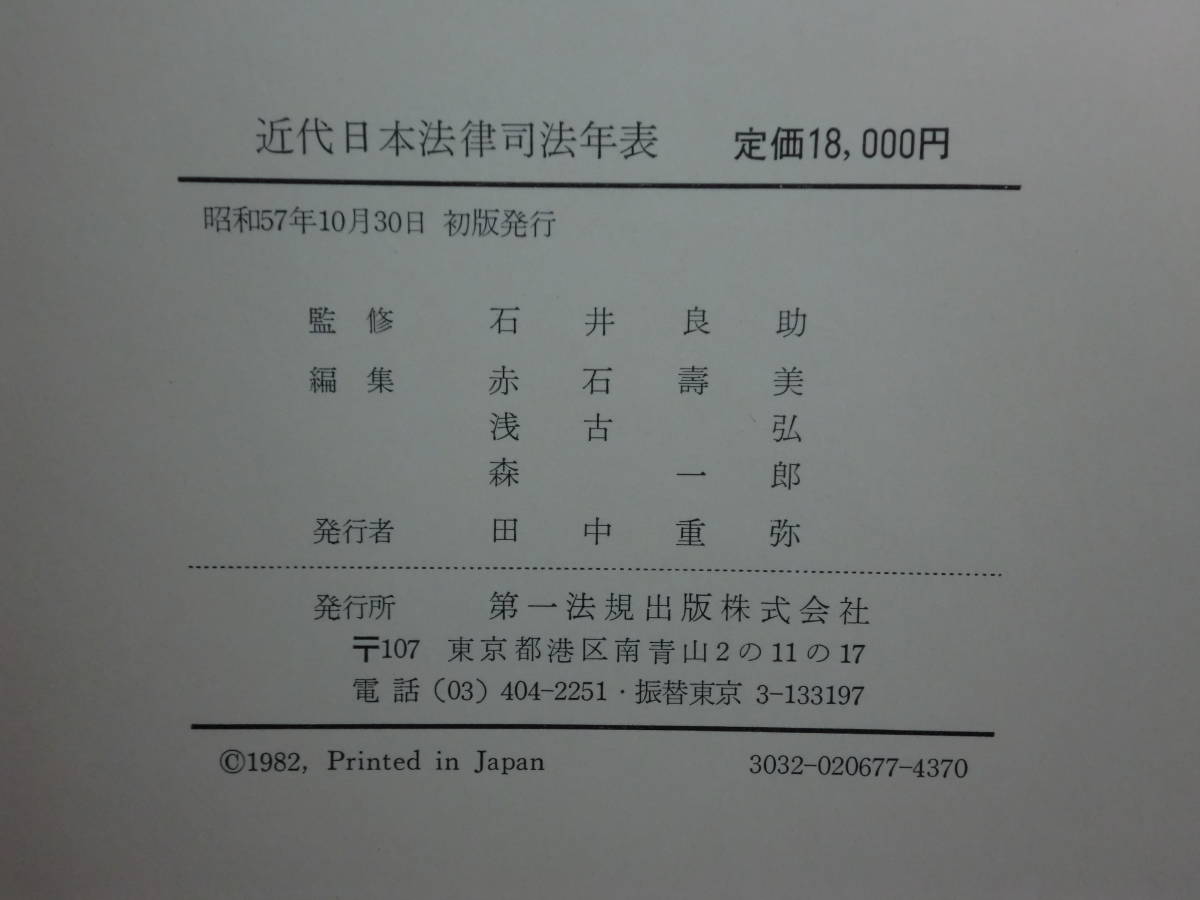 近代日本法律司法年表 定価18,000円
昭和57年10月30日 初版発行
監修 石井良助
編集 赤石壽美
浅古弘
森一郎
発行者 田中重弥
発行所 第一法規出版株式会社
〒107 東京都港区南青山2の11の17
電話(03)404-2251・振替東京 3-133197
©1982, Printed in Japan 3032-020677-4370